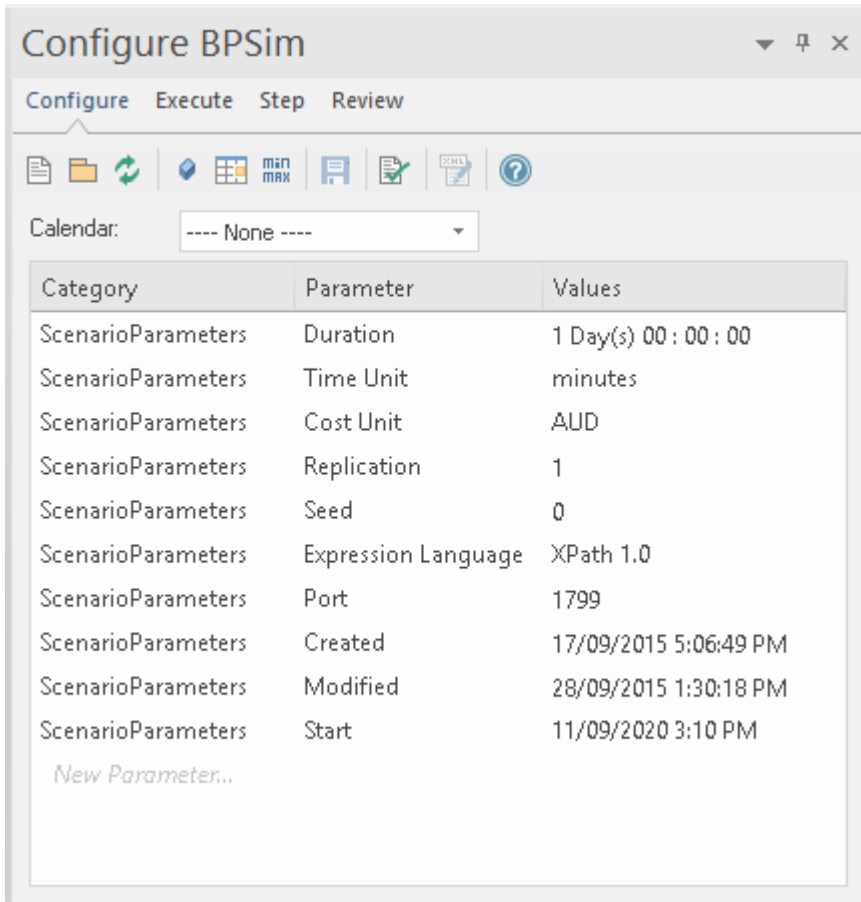 Configure BPSim
Configure Execute Step Review
min
max
XML
Calendar: ---- None ----
Category Parameter Values
ScenarioParameters Duration 1 Day(s) 00 : 00 : 00
ScenarioParameters Time Unit minutes
ScenarioParameters Cost Unit AUD
ScenarioParameters Replication 1
ScenarioParameters Seed 0
ScenarioParameters Expression Language XPath 1.0
ScenarioParameters Port 1799
ScenarioParameters Created 17/09/2015 5:06:49 PM
ScenarioParameters Modified 28/09/2015 1:30:18 PM
ScenarioParameters Start 11/09/2020 3:10 PM
New Parameter...